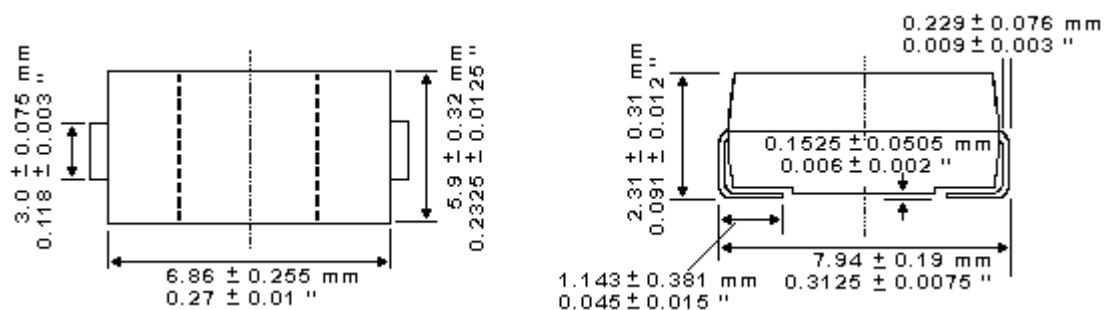 3.0 ± 0.075 mm
0.118 ± 0.003 "
5.9 ± 0.32 mm
0.2325 ± 0.0125"
6.86 ± 0.255 mm
0.27 ± 0.01 "
0.229 ± 0.076 mm
0.009 ± 0.003 "
2.31 ± 0.31 mm
0.091 ± 0.012"
0.1525 ± 0.0505 mm
0.006 ± 0.002 "
1.143 ± 0.381 mm
0.045 ± 0.015 "
7.94 ± 0.19 mm
0.3125 ± 0.0075 "